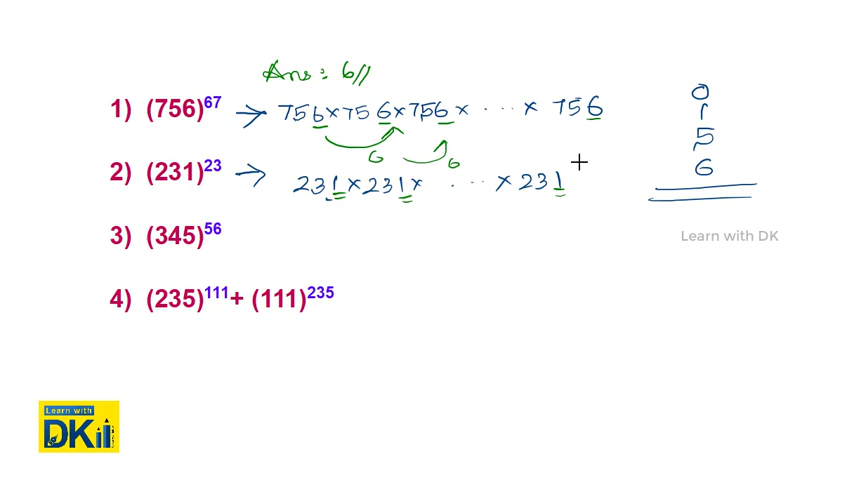 Ans: 6//
1) (756)^67 → 756×756×756× ... × 756
6 6
2) (231)^23 → 231×231× ... × 231
3) (345)^56
4) (235)^111 + (111)^235
0
1
5
6
Learn with DK
Learn with
DK